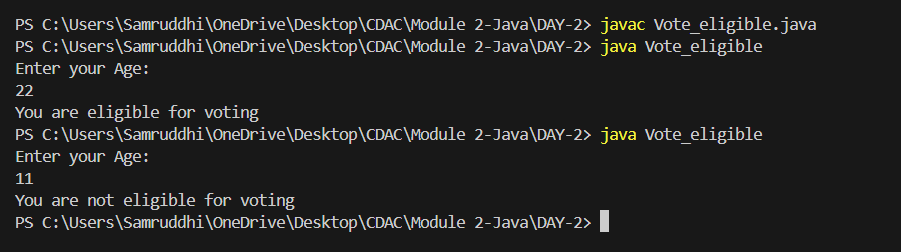 PS C:\Users\Samruddhi\OneDrive\Desktop\CDAC\Module 2-Java\DAY-2> javac Vote_eligible.java
PS C:\Users\Samruddhi\OneDrive\Desktop\CDAC\Module 2-Java\DAY-2> java Vote_eligible
Enter your Age:
22
You are eligible for voting
PS C:\Users\Samruddhi\OneDrive\Desktop\CDAC\Module 2-Java\DAY-2> java Vote_eligible
Enter your Age:
11
You are not eligible for voting
PS C:\Users\Samruddhi\OneDrive\Desktop\CDAC\Module 2-Java\DAY-2>